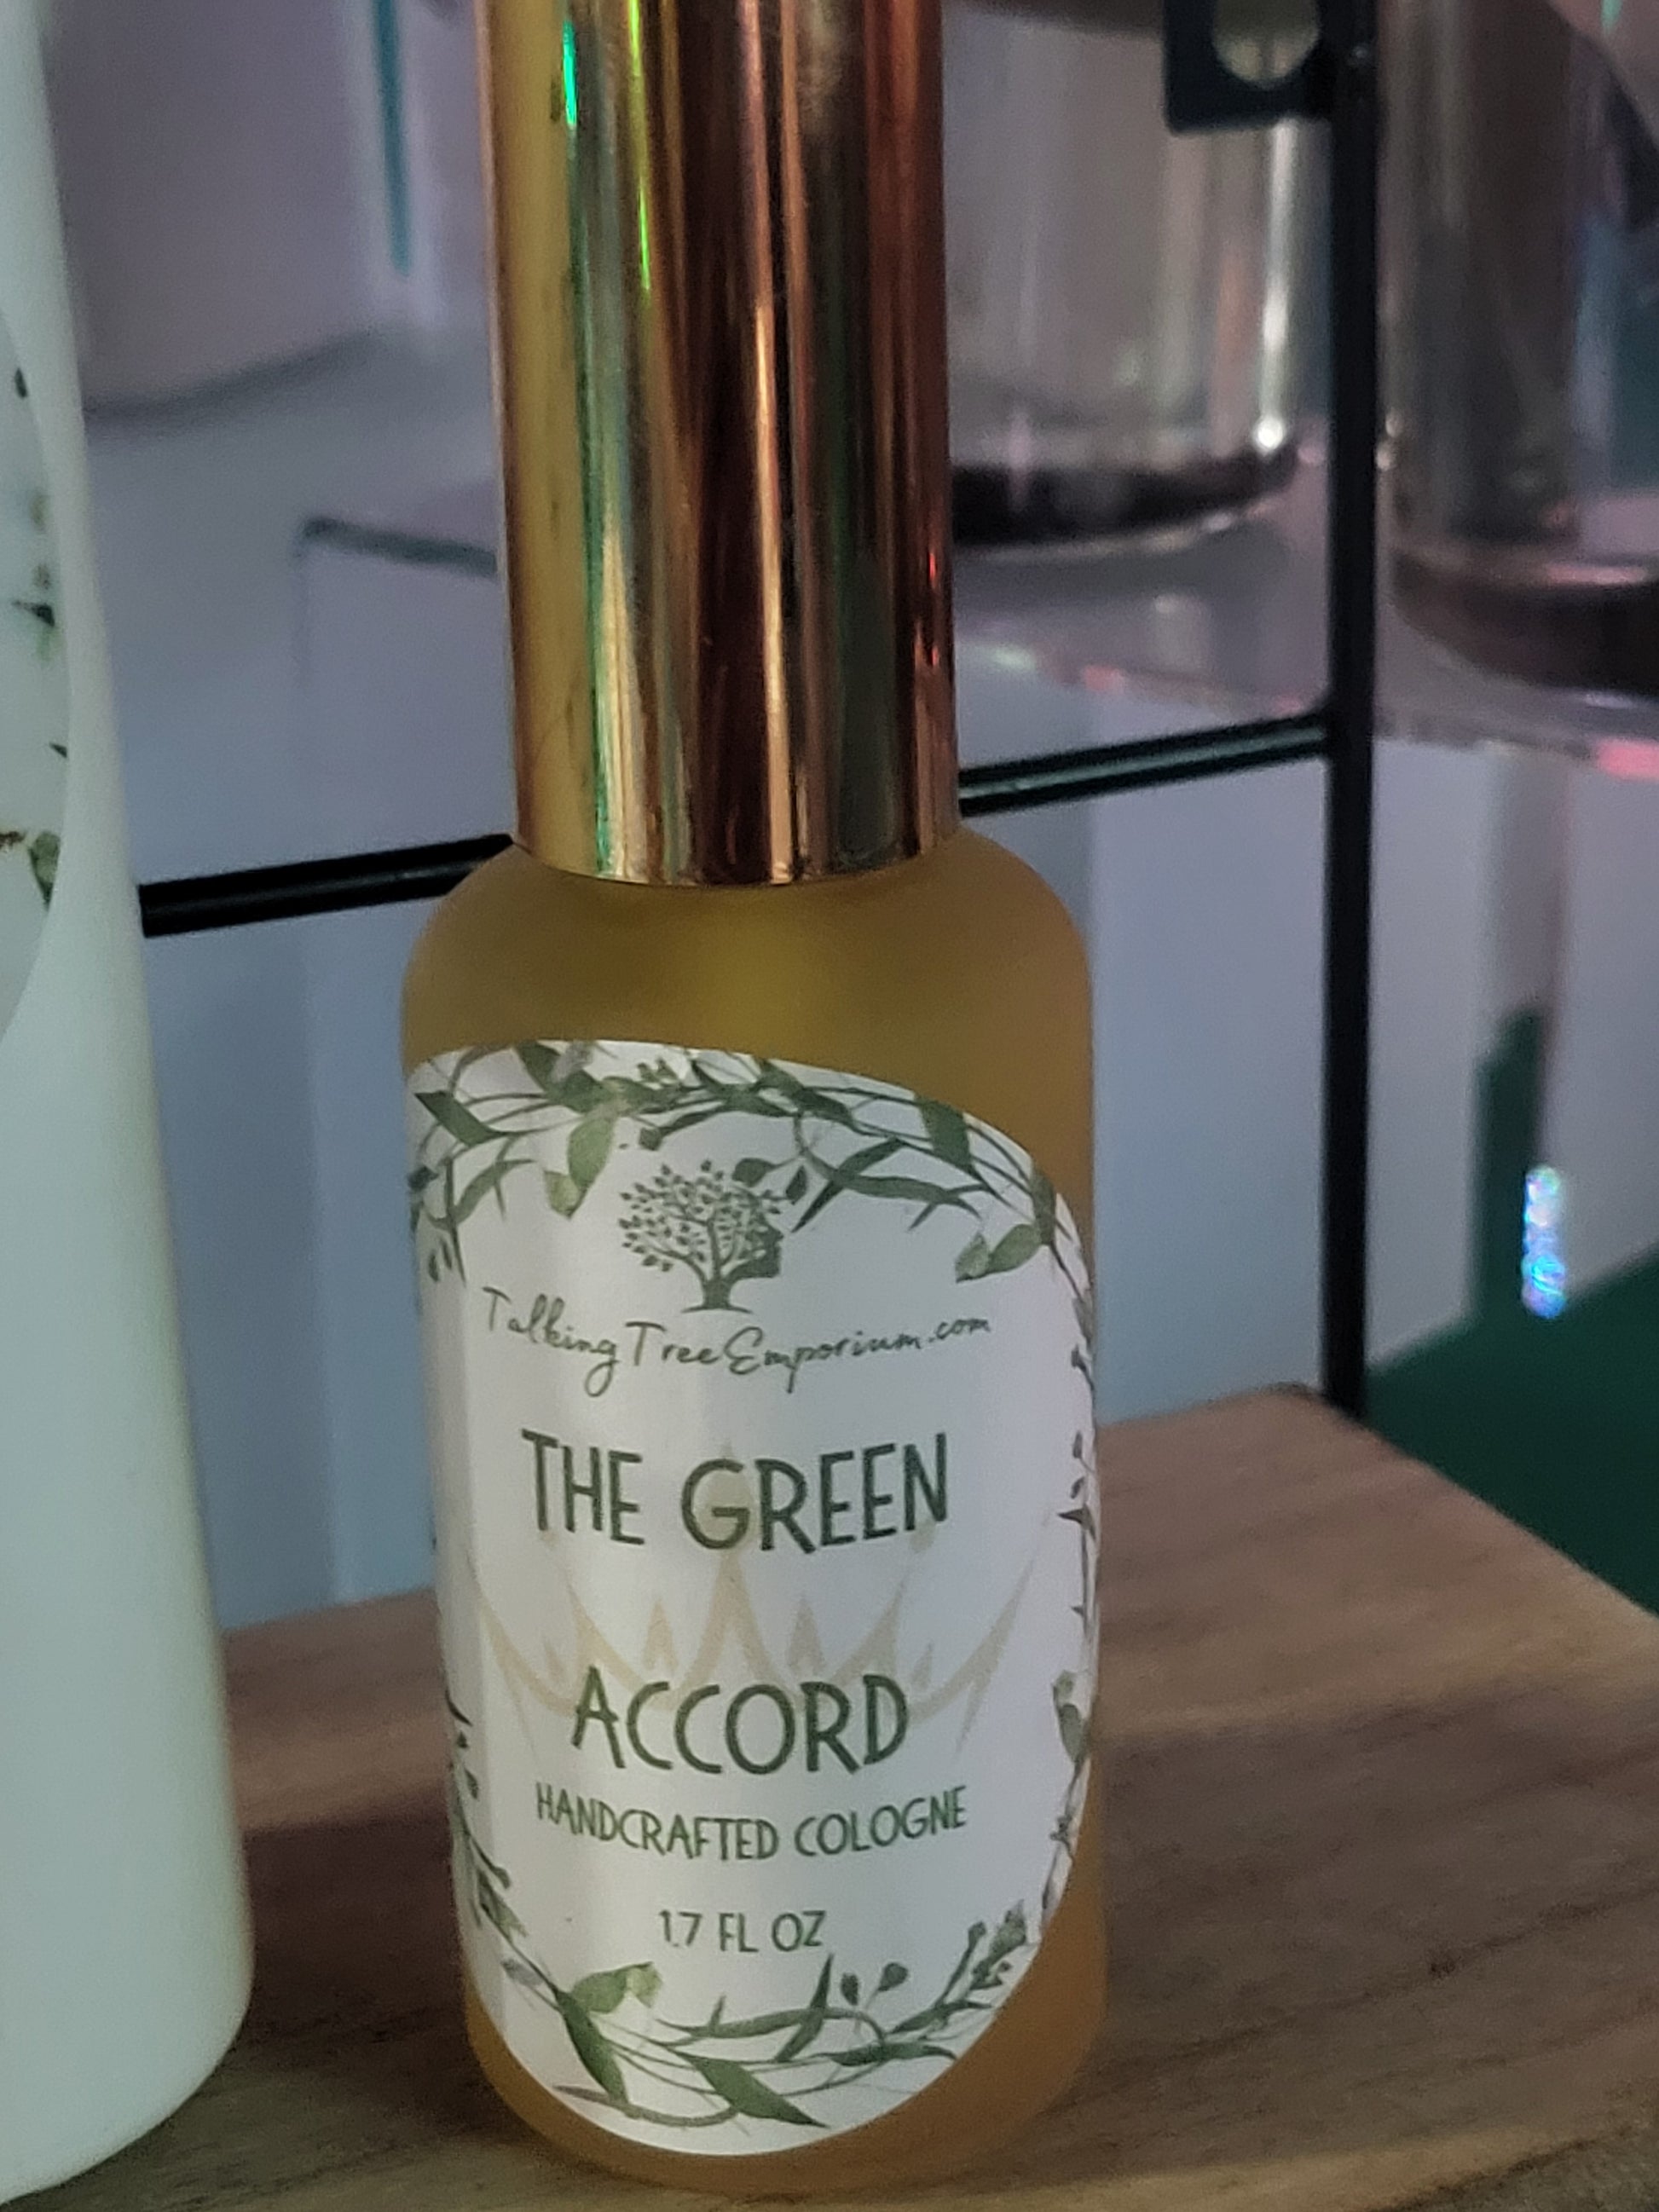 TalkingTreeEmporium.com
THE GREEN
ACCORD
HANDCRAFTED COLOGNE
1.7 FL OZ